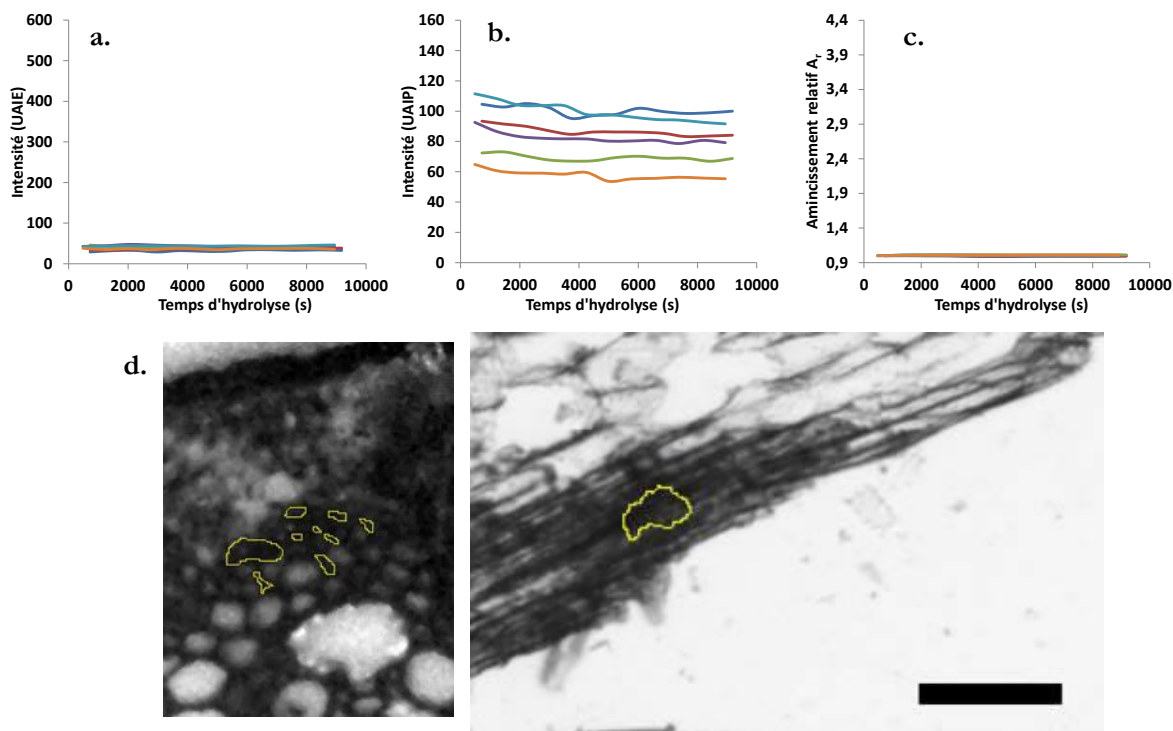 a.
Intensité (UAIE)
600
500
400
300
200
100
0
0 2000 4000 6000 8000 10000
Temps d'hydrolyse (s)
b.
Intensité (UAIP)
160
140
120
100
80
60
40
20
0
0 2000 4000 6000 8000 10000
Temps d'hydrolyse (s)
c.
Amincissement relatif Ar
4,4
3,9
3,4
2,9
2,4
1,9
1,4
0,9
0 2000 4000 6000 8000 10000
Temps d'hydrolyse (s)
d.